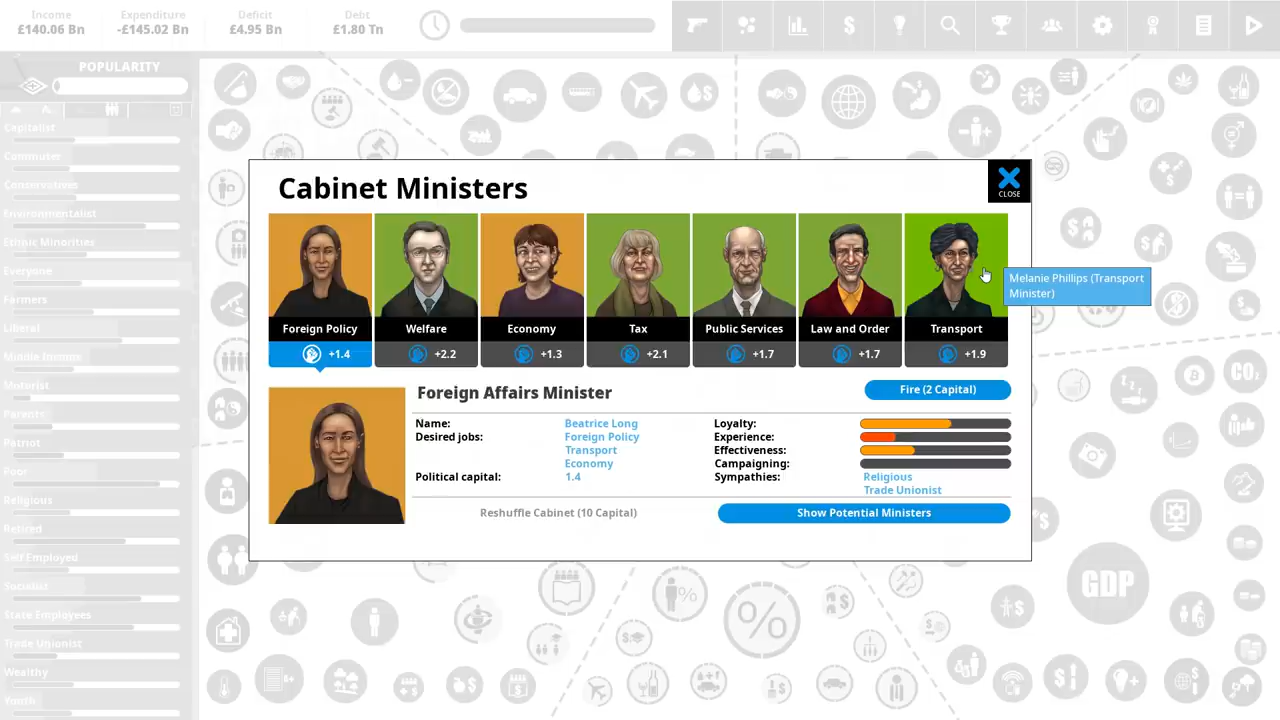 Income
Expenditure
Deficit
Debt
£140.06 Bn
-£145.02 Bn
£4.95 Bn
£1.80 Tn
POPULARITY
A..
Capitalist
Commuter
Conservatives
Environmentalist
Ethnic Minorities
Everyone
Farmers
Liberal
Middle Income
Motorist
Parents
Patriot
Poor
Religious
Retired
Self Employed
Socialist
State Employees
Trade Unionist
Wealthy
Youth
Cabinet Ministers
CLOSE
Foreign Policy
Welfare
Economy
Tax
Public Services
Law and Order
Transport
+1.4
+2.2
+1.3
+2.1
+1.7
+1.7
+1.9
Melanie Phillips (Transport
Minister)
Foreign Affairs Minister
Fire (2 Capital)
Name:
Beatrice Long
Desired jobs:
Foreign Policy
Transport
Economy
Political capital:
1.4
Loyalty:
Experience:
Effectiveness:
Campaigning:
Sympathies:
Religious
Trade Unionist
Reshuffle Cabinet (10 Capital)
Show Potential Ministers
CO₂
GDP